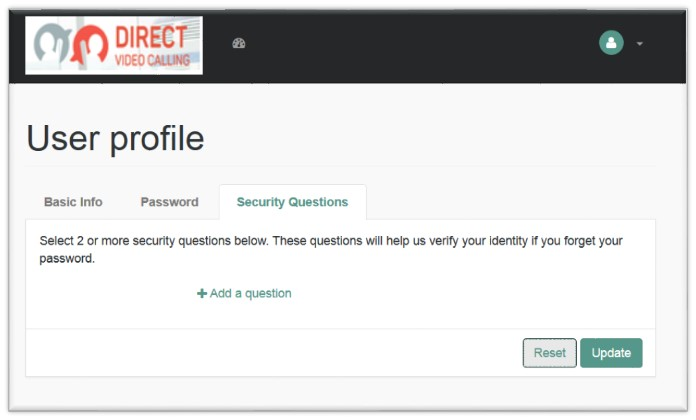 DIRECT
VIDEO CALLING
User profile
Basic Info Password Security Questions
Select 2 or more security questions below. These questions will help us verify your identity if you forget your
password.
+ Add a question
Reset Update